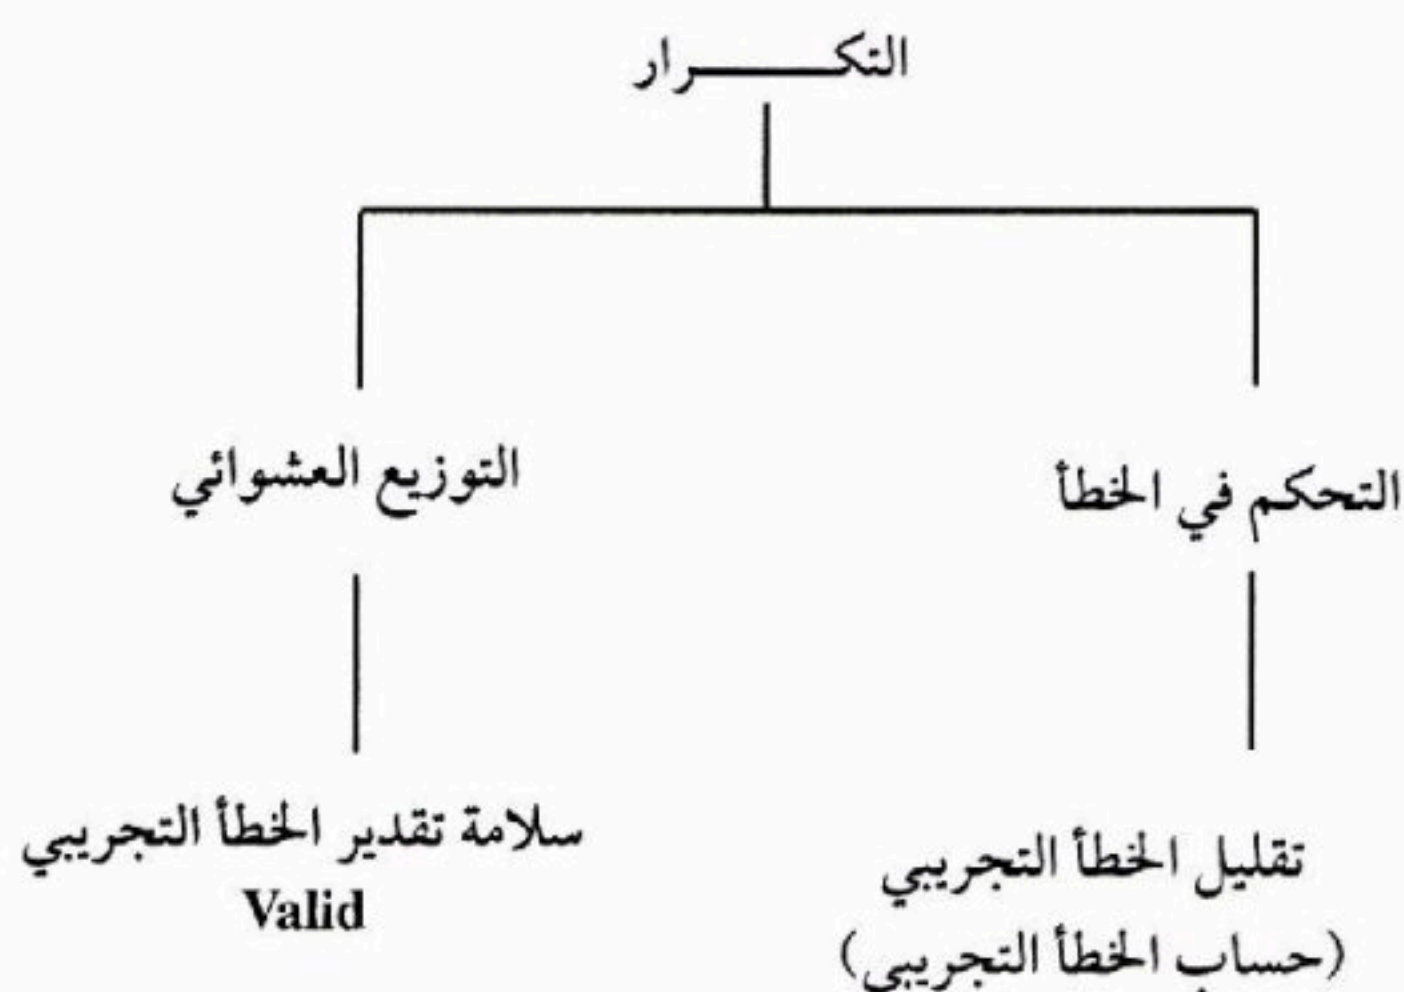 التكـــــرار
التحكم في الخطأ
التوزيع العشوائي
تقليل الخطأ التجريبي
(حساب الخطأ التجريبي)
سلامة تقدير الخطأ التجريبي
Valid